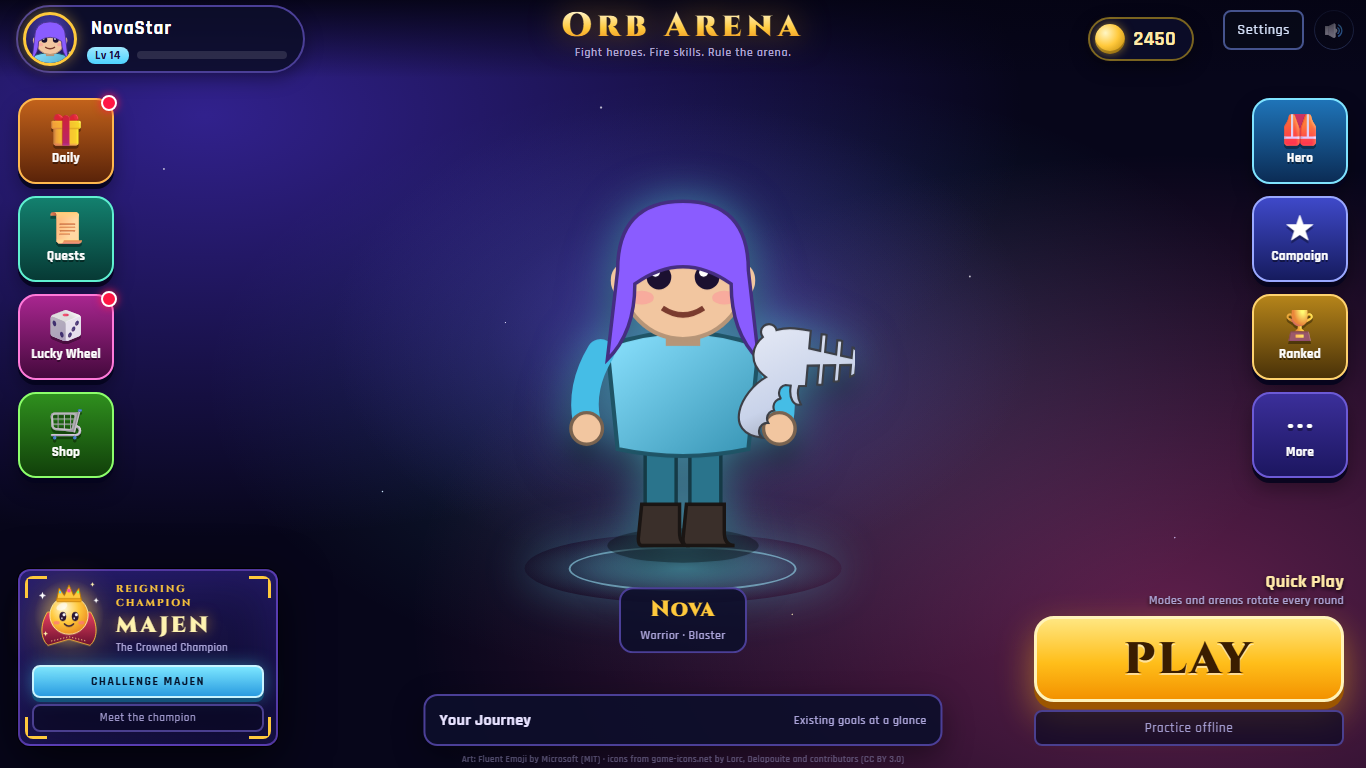 NovaStar
Lv 14
Orb Arena
Fight heroes. Fire skills. Rule the arena.
2450
Settings
Daily
Quests
Lucky Wheel
Shop
Hero
Campaign
Ranked
More
REIGNING
CHAMPION
MAJEN
The Crowned Champion
CHALLENGE MAJEN
Meet the champion
Nova
Warrior · Blaster
Your Journey
Existing goals at a glance
Quick Play
Modes and arenas rotate every round
PLAY
Practice offline
Art: Fluent Emoji by Microsoft (MIT) · icons from game-icons.net by Lorc, Delapouite and contributors (CC BY 3.0)